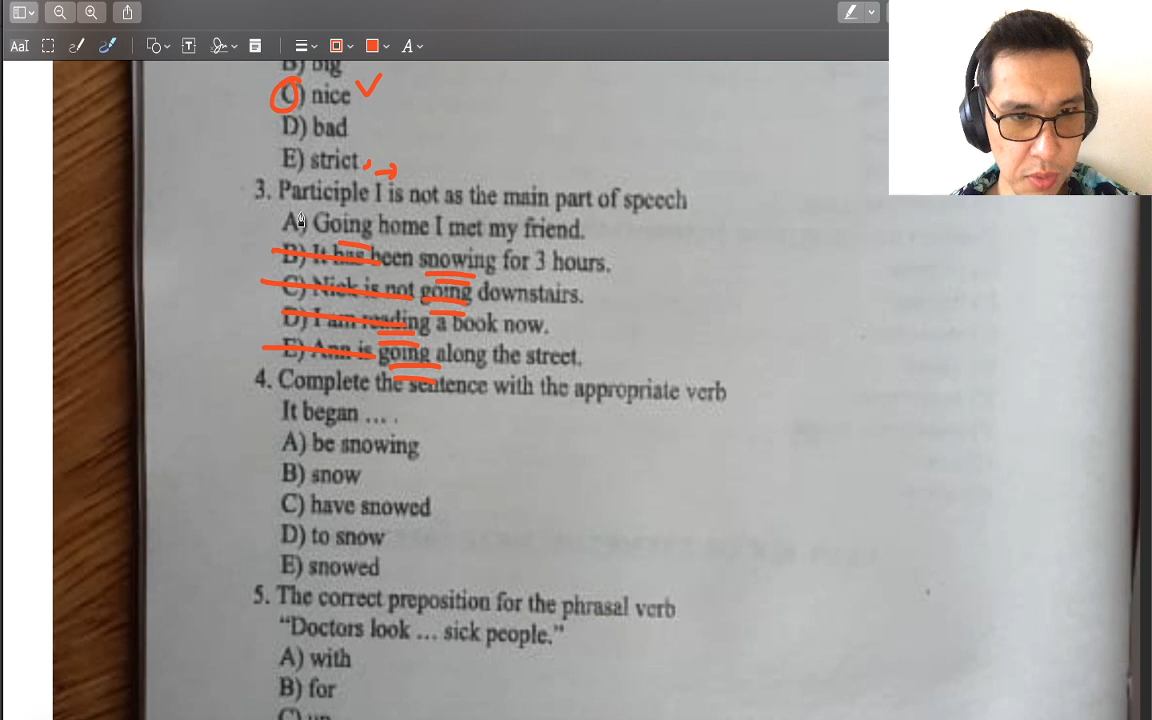 B) big
C) nice
D) bad
E) strict
3. Participle I is not as the main part of speech
A) Going home I met my friend.
B) It has been snowing for 3 hours.
C) Nick is not going downstairs.
D) I am reading a book now.
E) Ann is going along the street.
4. Complete the sentence with the appropriate verb
It began ... .
A) be snowing
B) snow
C) have snowed
D) to snow
E) snowed
5. The correct preposition for the phrasal verb
“Doctors look ... sick people.”
A) with
B) for
C) up